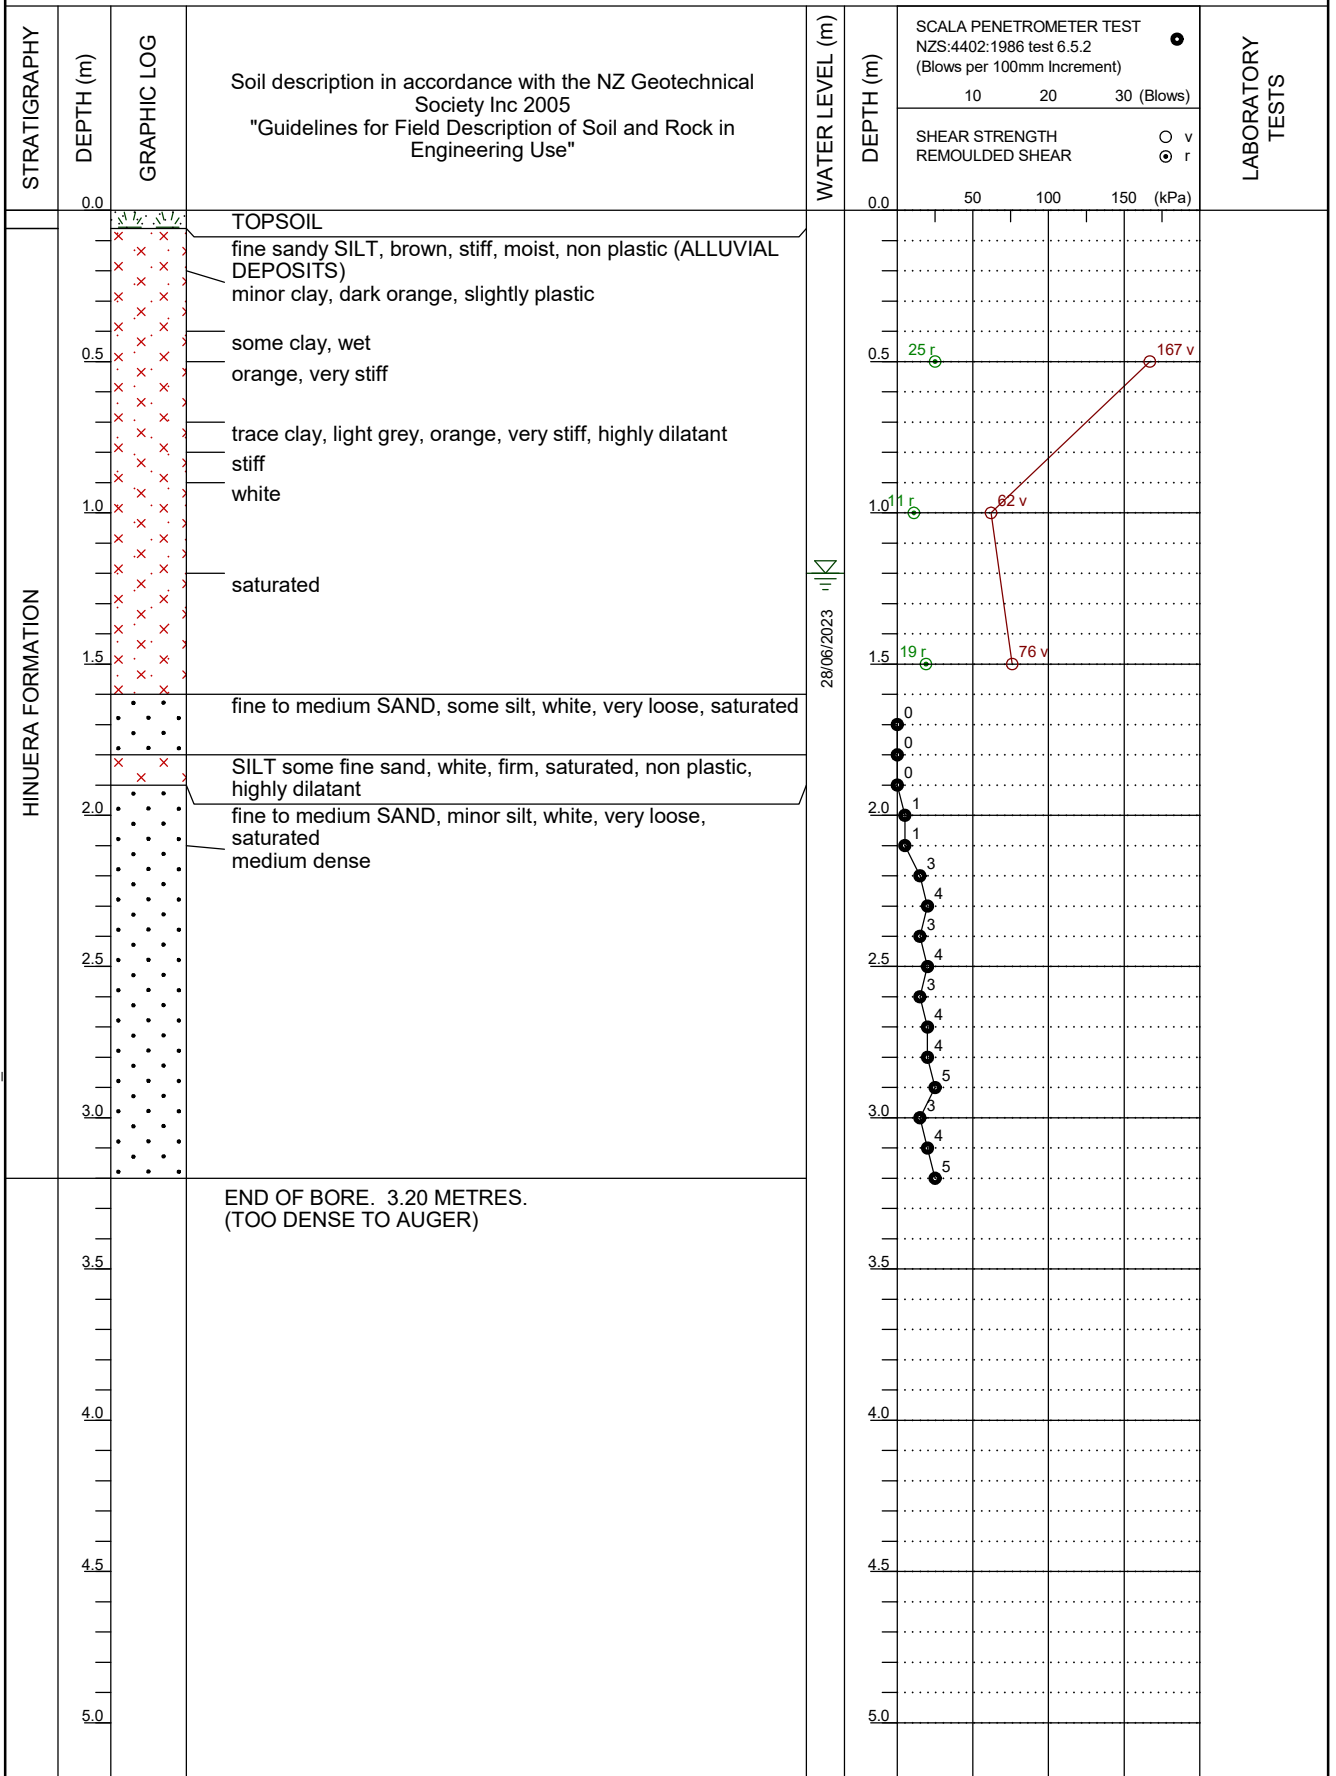 STRATIGRAPHY
DEPTH (m)
GRAPHIC LOG
Soil description in accordance with the NZ Geotechnical
Society Inc 2005
"Guidelines for Field Description of Soil and Rock in
Engineering Use"
WATER LEVEL (m)
DEPTH (m)
SCALA PENETROMETER TEST
NZS:4402:1986 test 6.5.2
(Blows per 100mm Increment)
10 20 30 (Blows)
SHEAR STRENGTH v
REMOULDED SHEAR r
50 100 150 (kPa)
LABORATORY
TESTS
0.0 0.0
TOPSOIL
fine sandy SILT, brown, stiff, moist, non plastic (ALLUVIAL
DEPOSITS)
minor clay, dark orange, slightly plastic
some clay, wet
0.5 0.5 25 r 167 v
orange, very stiff
trace clay, light grey, orange, very stiff, highly dilatant
stiff
white
1.0 1.0 11 r 62 v
saturated
28/06/2023
HINUERA FORMATION
1.5 1.5 19 r 76 v
fine to medium SAND, some silt, white, very loose, saturated
0
0
SILT some fine sand, white, firm, saturated, non plastic,
highly dilatant
0
2.0 2.0 1
fine to medium SAND, minor silt, white, very loose,
saturated
1
medium dense
3
4
3
2.5 2.5 4
3
4
4
5
3.0 3.0 3
4
5
END OF BORE. 3.20 METRES.
(TOO DENSE TO AUGER)
3.5 3.5
4.0 4.0
4.5 4.5
5.0 5.0